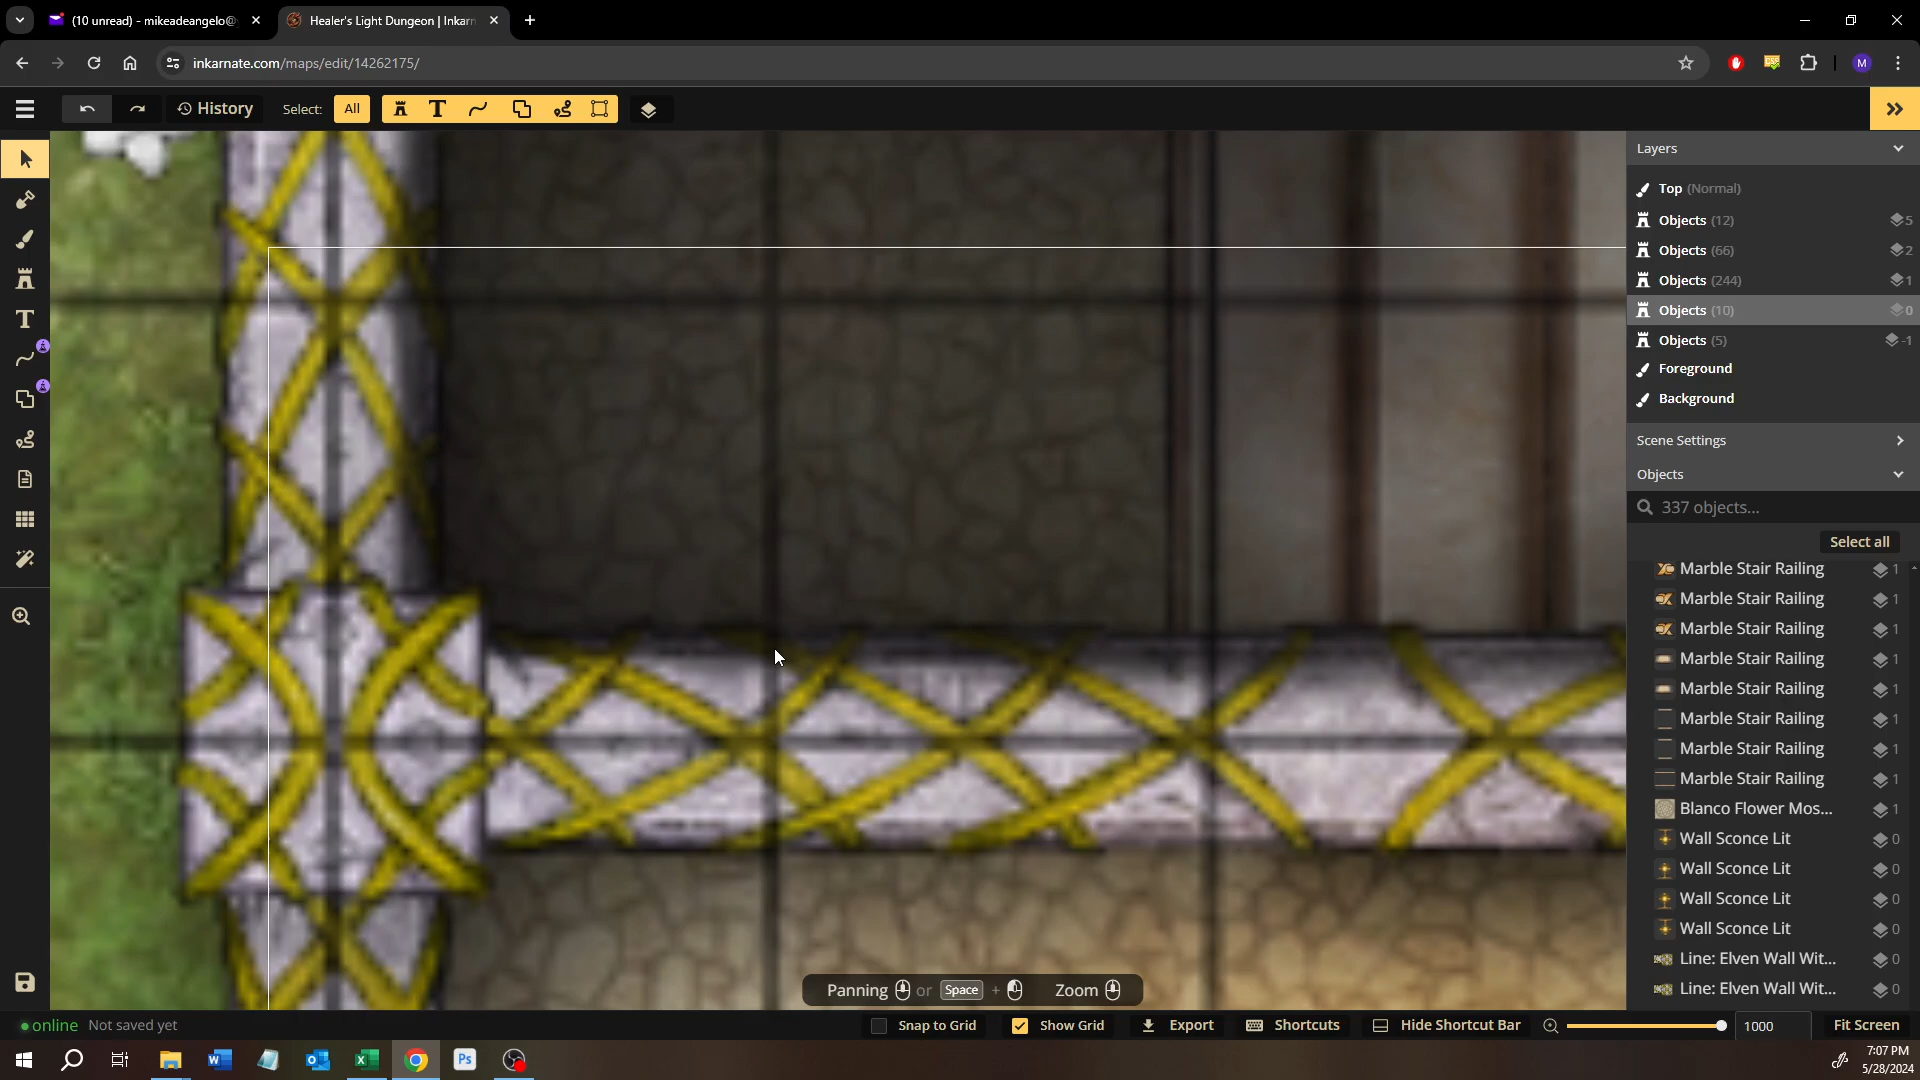 (10 unread) - mikeadeangelo@
Healer's Light Dungeon | Inkarn
inkarnate.com/maps/edit/14262175/
M
History
Select:
All
T
T
Layers
Top (Normal)
Objects (12) 5
Objects (66) 2
Objects (244) 1
Objects (10) 0
Objects (5) -1
Foreground
Background
Scene Settings
Objects
337 objects...
Select all
Marble Stair Railing 1
Marble Stair Railing 1
Marble Stair Railing 1
Marble Stair Railing 1
Marble Stair Railing 1
Marble Stair Railing 1
Marble Stair Railing 1
Marble Stair Railing 1
Blanco Flower Mos... 1
Wall Sconce Lit 0
Wall Sconce Lit 0
Wall Sconce Lit 0
Wall Sconce Lit 0
Line: Elven Wall Wit... 0
Line: Elven Wall Wit... 0
Panning or Space + Zoom
online Not saved yet
Snap to Grid Show Grid Export Shortcuts Hide Shortcut Bar 1000 Fit Screen
Ps
7:07 PM
5/28/2024